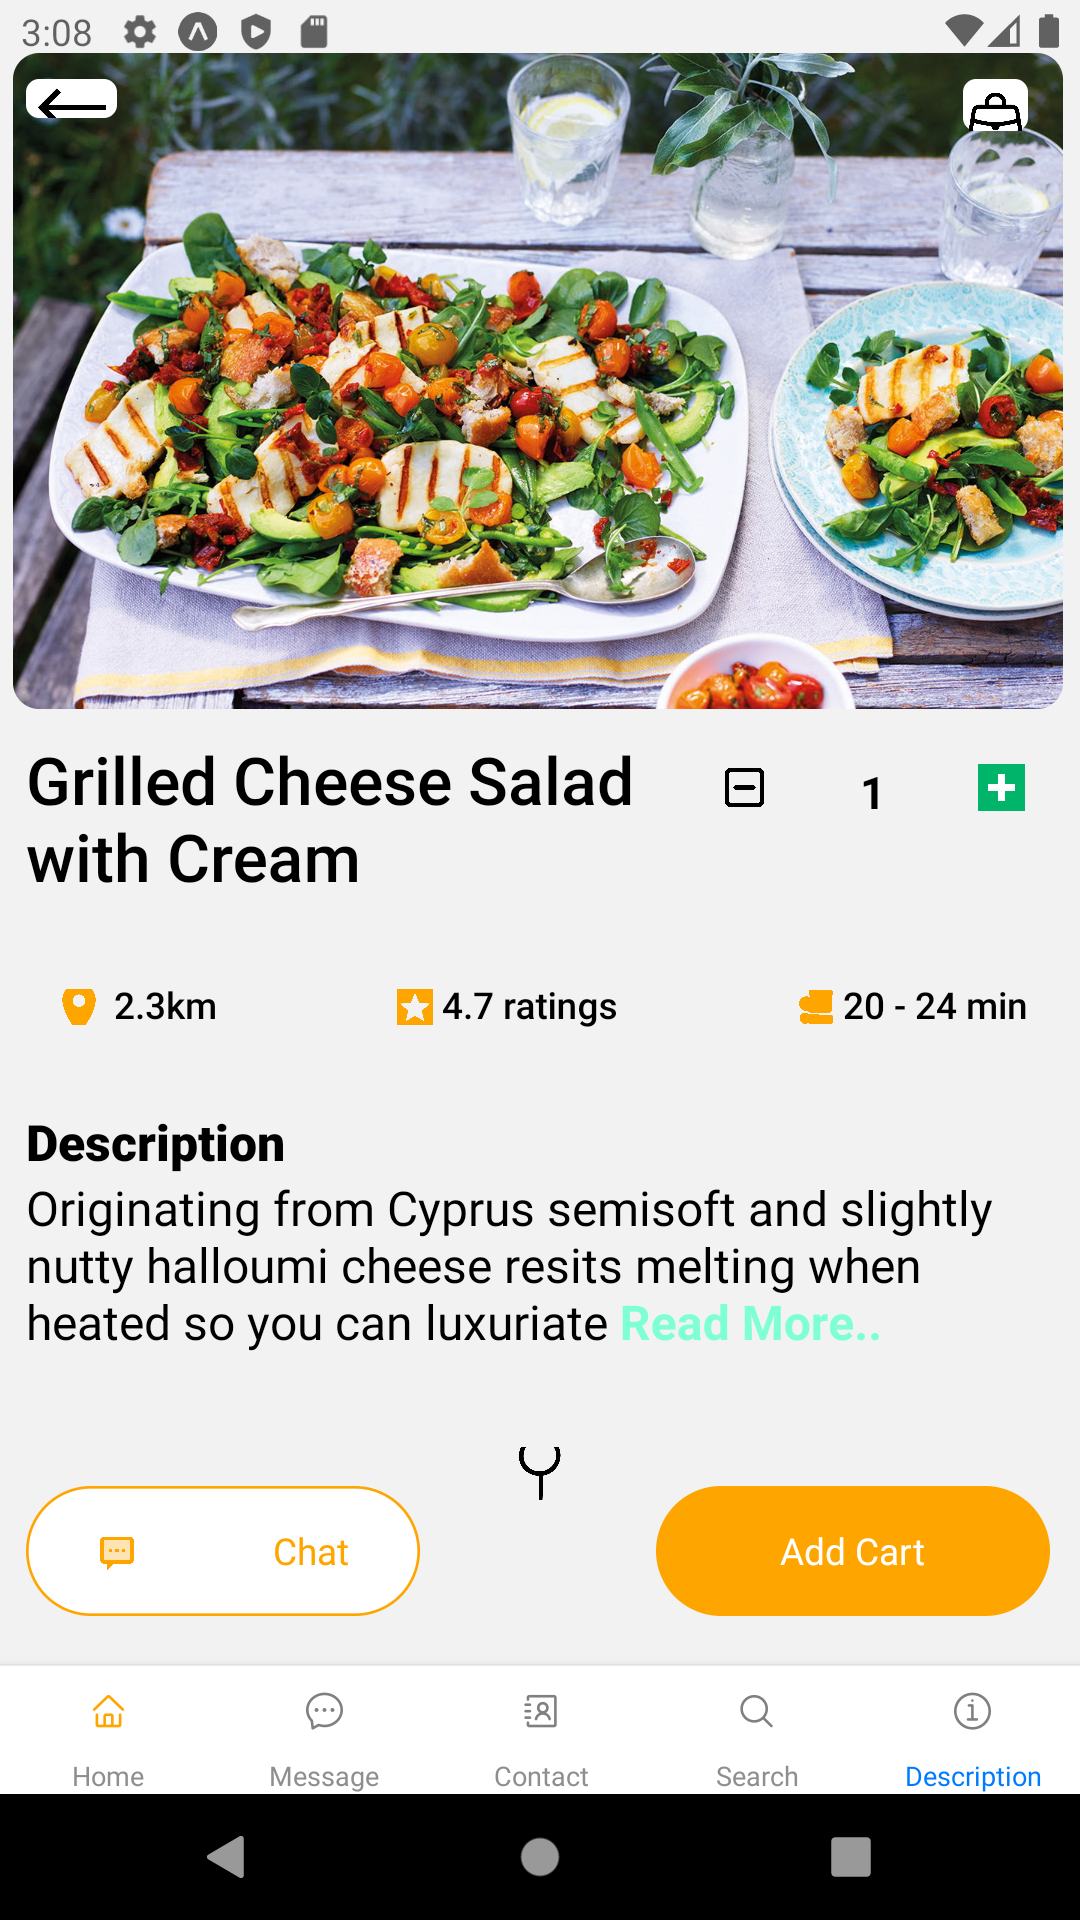 3:08
Grilled Cheese Salad
with Cream
1
2.3km
4.7 ratings
20 - 24 min
Description
Originating from Cyprus semisoft and slightly
nutty halloumi cheese resits melting when
heated so you can luxuriate Read More..
Chat
Add Cart
Home
Message
Contact
Search
Description